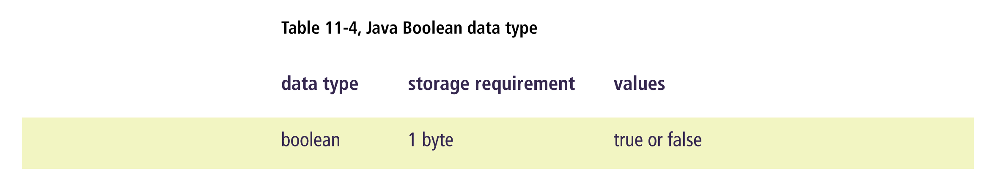 Table 11-4, Java Boolean data type
data type storage requirement values
boolean 1 byte true or false